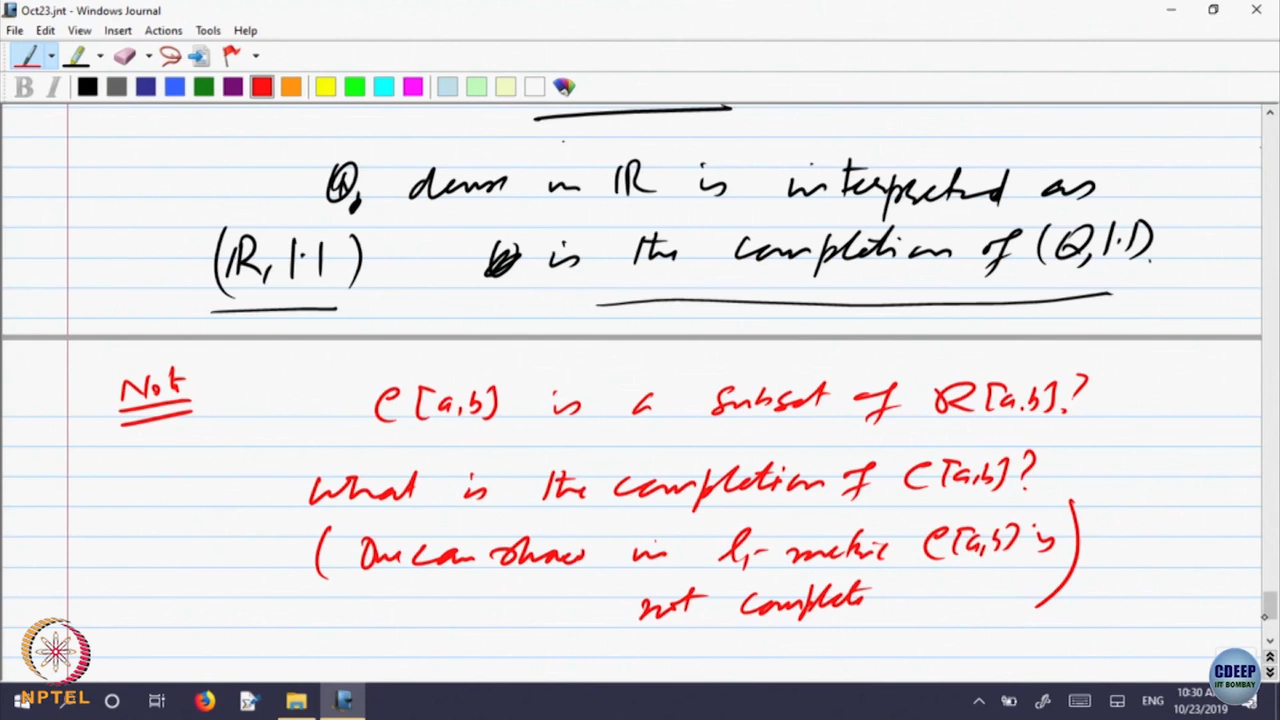 Oct23.jnt - Windows Journal
File Edit View Insert Actions Tools Help
B I
Q, dense in ℝ is interpreted as
(ℝ, |·|) is the completion of (Q, |·|).
Note
C[a,b] is a subset of R[a,b]?
What is the completion of C[a,b]?
( One can show in L₁-metric C[a,b] is )
not complete
NPTEL
CDEEP
IIT BOMBAY
ENG
10:30 A
10/23/2019